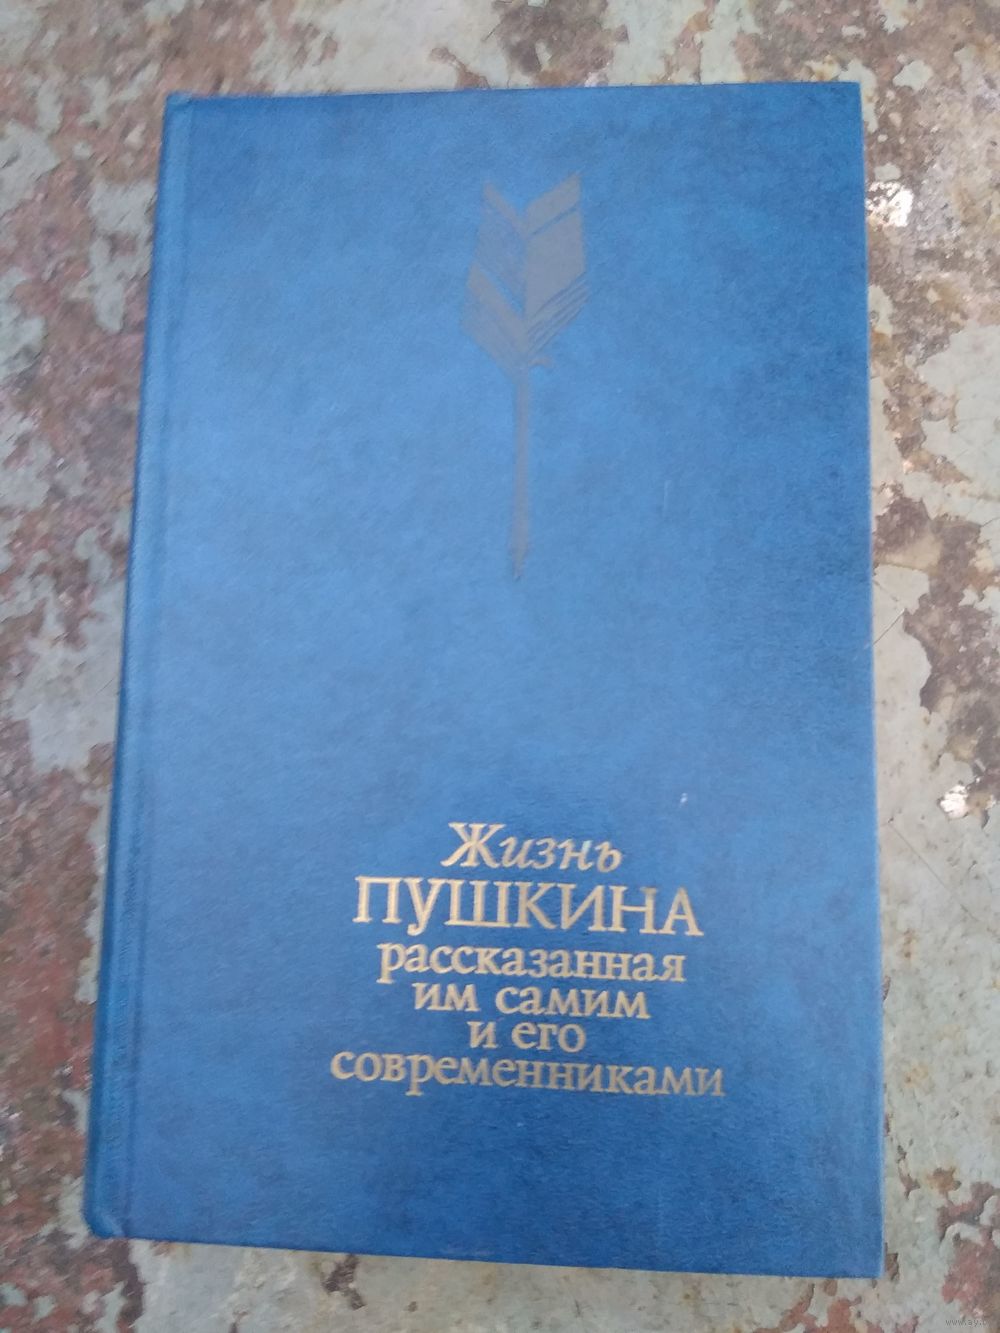 Жизнь
ПУШКИНА
рассказанная
им самим
и его
современниками